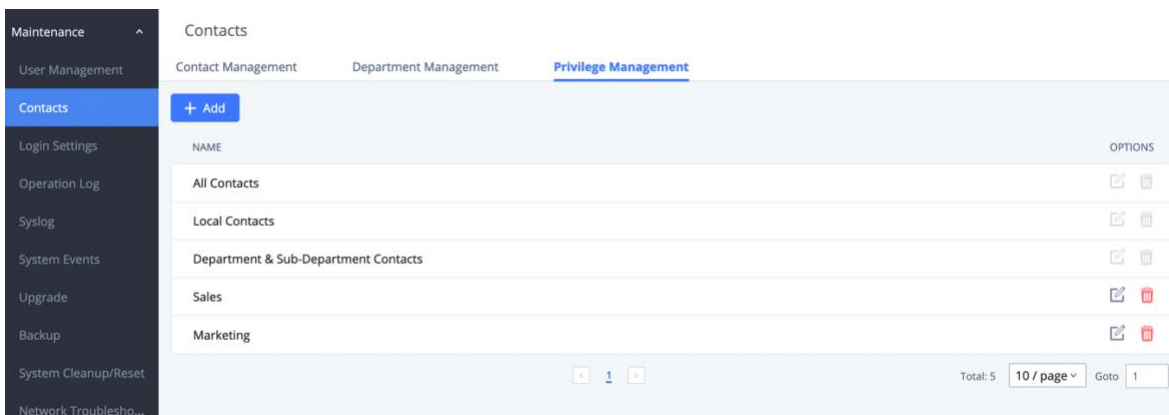 Maintenance
User Management
Contacts
Login Settings
Operation Log
Syslog
System Events
Upgrade
Backup
System Cleanup/Reset
Network Troublesho...
Contacts
Contact Management Department Management Privilege Management
+ Add
NAME OPTIONS
All Contacts
Local Contacts
Department & Sub-Department Contacts
Sales
Marketing
< 1 > Total: 5 10 / page Goto 1